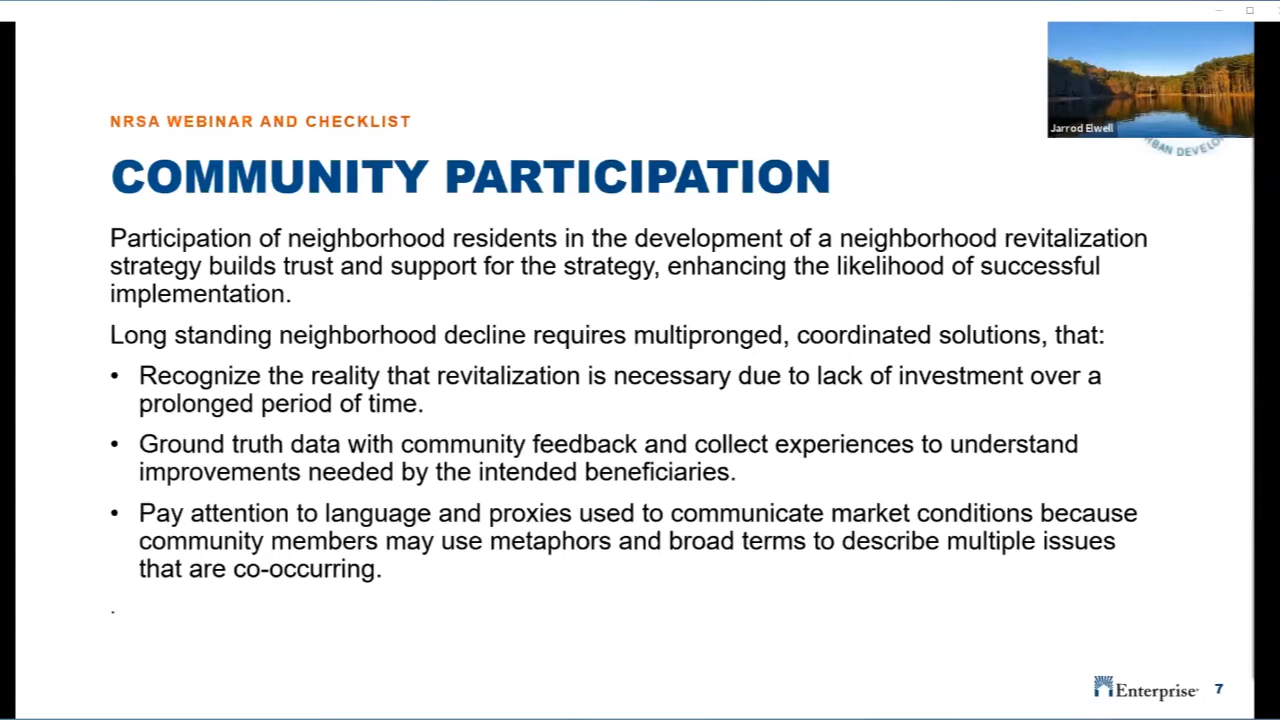 Jarrod Elwell
NRSA WEBINAR AND CHECKLIST
COMMUNITY PARTICIPATION
Participation of neighborhood residents in the development of a neighborhood revitalization
strategy builds trust and support for the strategy, enhancing the likelihood of successful
implementation.
Long standing neighborhood decline requires multipronged, coordinated solutions, that:
• Recognize the reality that revitalization is necessary due to lack of investment over a
prolonged period of time.
• Ground truth data with community feedback and collect experiences to understand
improvements needed by the intended beneficiaries.
• Pay attention to language and proxies used to communicate market conditions because
community members may use metaphors and broad terms to describe multiple issues
that are co-occurring.
.
Enterprise 7